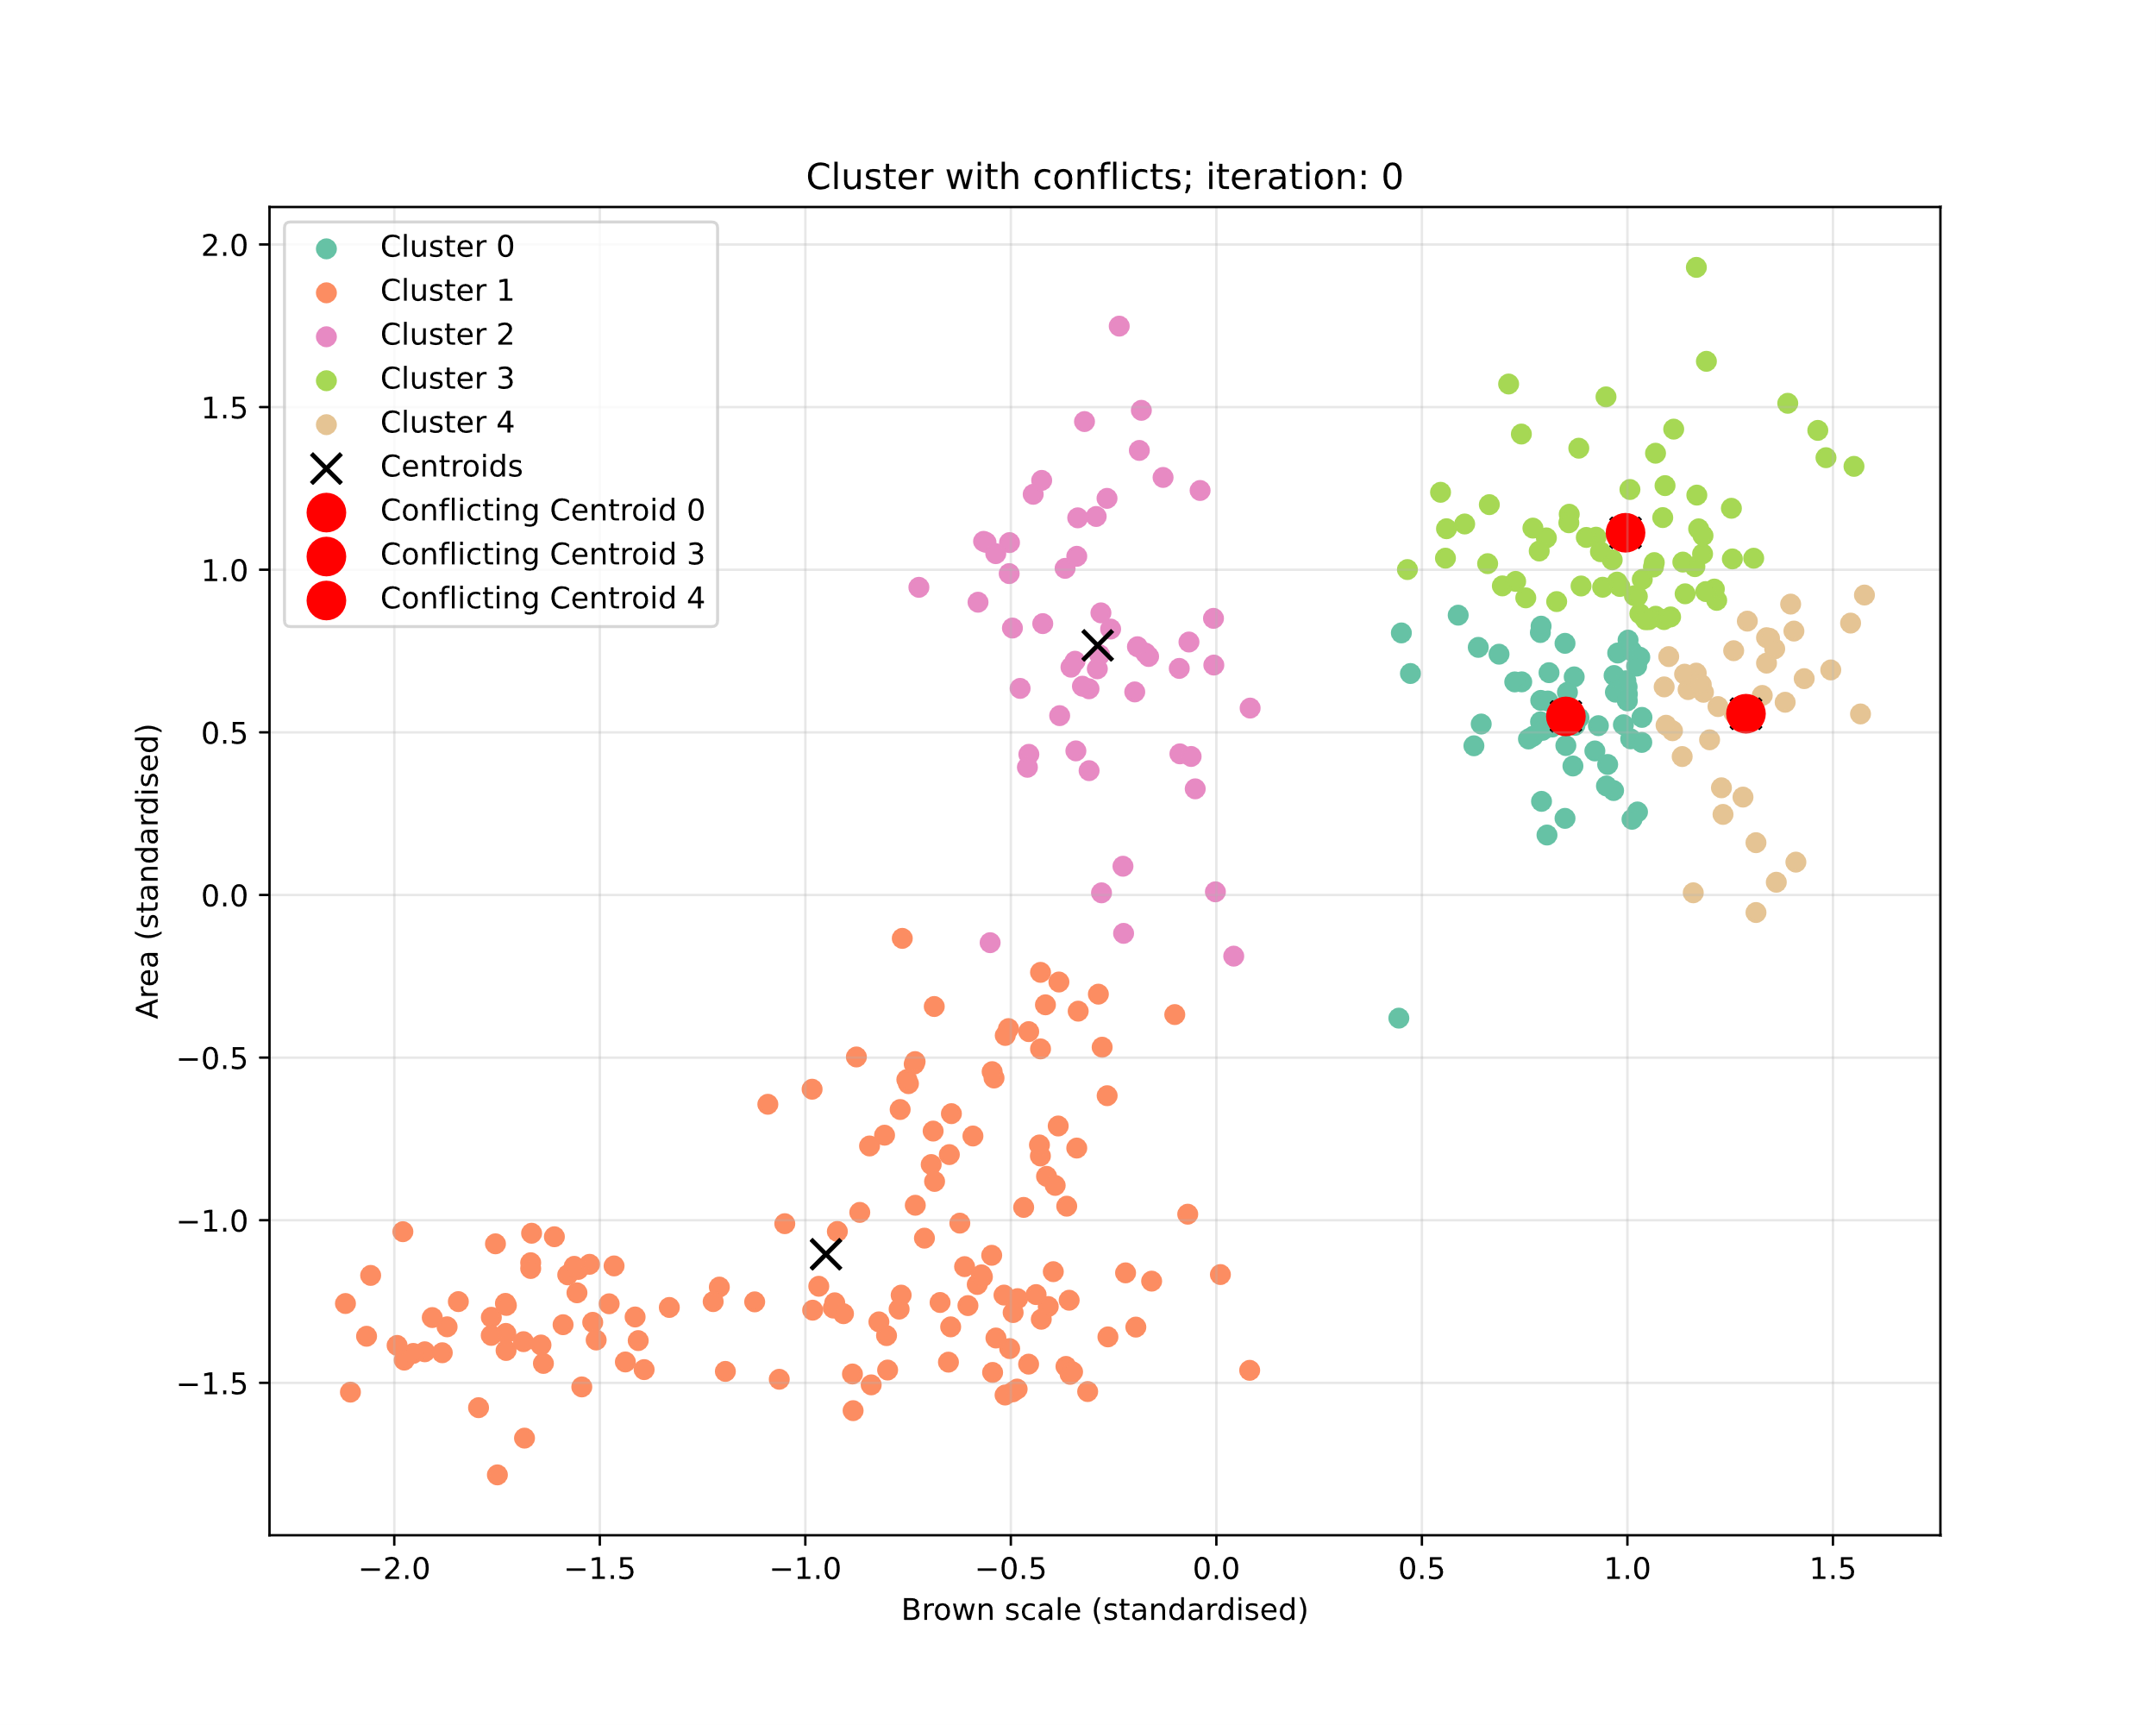 Cluster with conflicts; iteration: 0
Cluster 0
Cluster 1
Cluster 2
Cluster 3
Cluster 4
Centroids
Conflicting Centroid 0
Conflicting Centroid 3
Conflicting Centroid 4
2.0
1.5
1.0
0.5
0.0
−0.5
−1.0
−1.5
Area (standardised)
−2.0 −1.5 −1.0 −0.5 0.0 0.5 1.0 1.5
Brown scale (standardised)